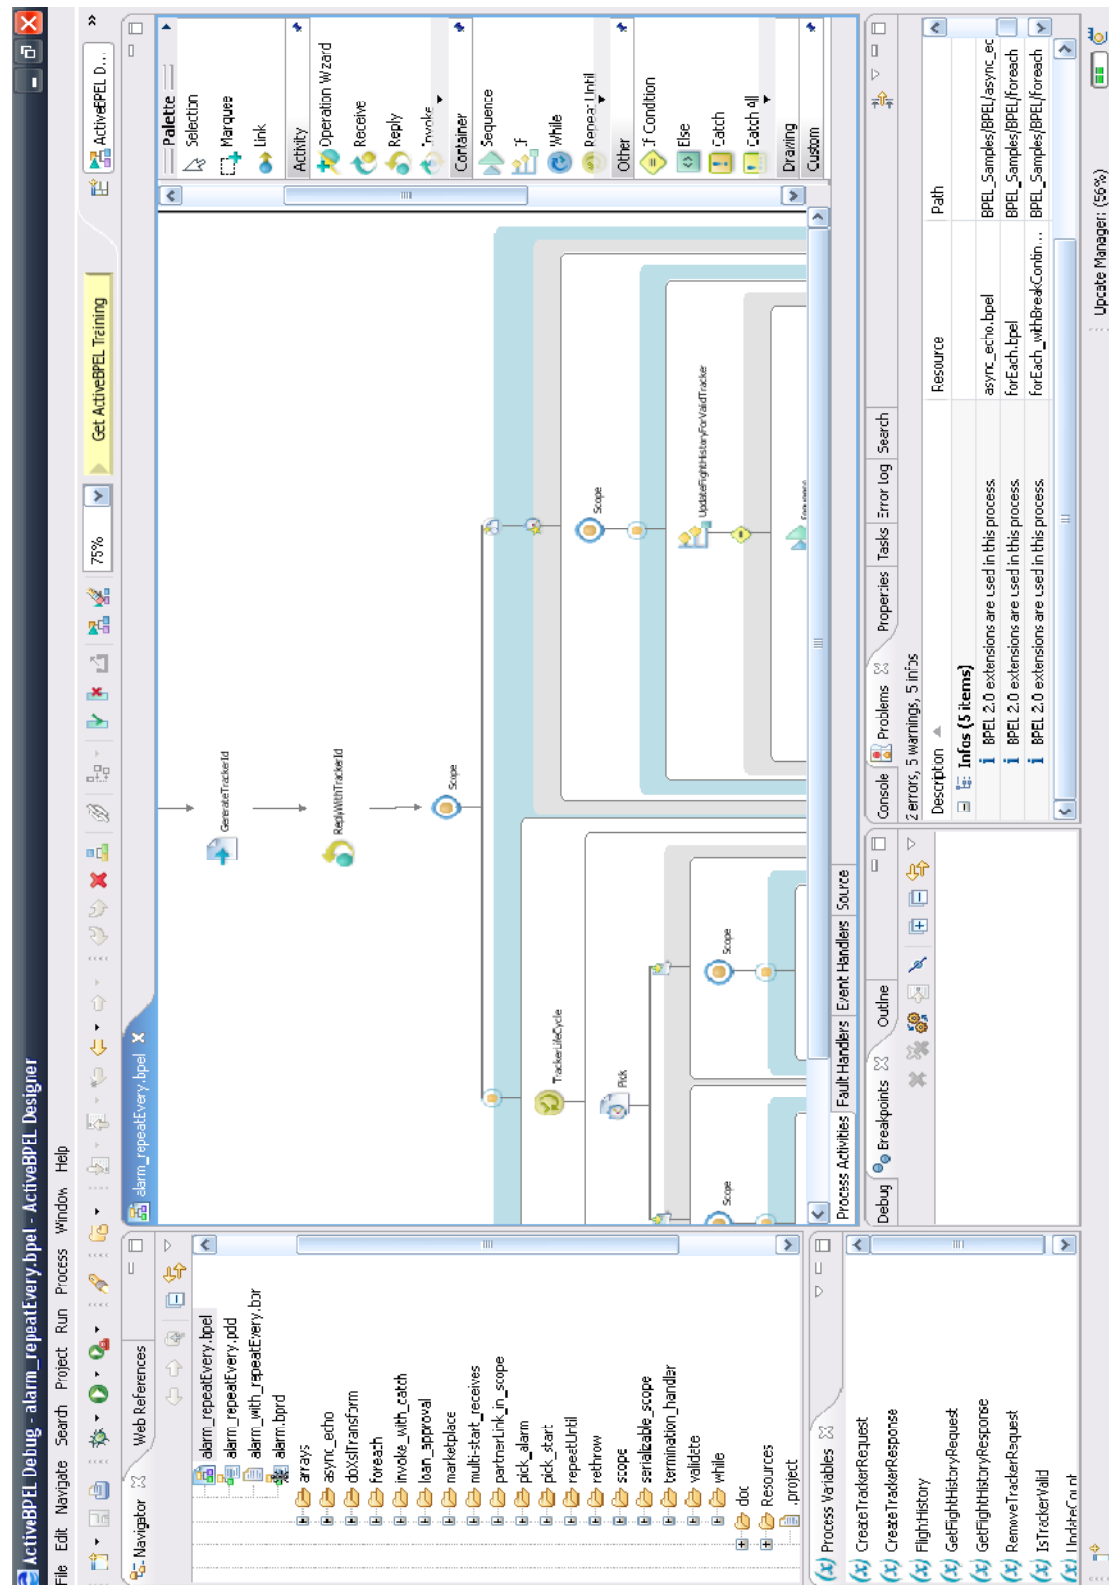 ActiveBPEL Debug - alarm_repeatEvery.bpel - ActiveBPEL Designer
File Edit Navigate Search Project Run Process Window Help
75%
Get ActiveBPEL Training
ActiveBPEL D...
»
Navigator
Web References
alarm_repeatEvery.bpel
alarm_repeatEvery.pdd
alarm_with_repeatEvery.bpr
alarm.bprd
arrays
async_echo
doXslTransform
foreach
invoke_with_catch
loan_approval
marketplace
multi-start_receives
partnerLink_in_scope
pick_alarm
pick_start
repeatUntil
rethrow
scope
serializable_scope
termination_handler
validate
while
doc
Resources
.project
Process Variables
(x) CreateTrackerRequest
(x) CreateTrackerResponse
(x) FlightHistory
(x) GetFlightHistoryRequest
(x) GetFlightHistoryResponse
(x) RemoveTrackerRequest
(x) IsTrackerValid
(x) UpdateCount
alarm_repeatEvery.bpel
GenerateTrackerId
ReplyWithTrackerId
Scope
TrackerLifeCycle
Pick
Scope
Scope
Scope
UpdateFlightHistoryForValidTracker
Sequence
Process Activities Fault Handlers Event Handlers Source
Palette
Selection
Marquee
Link
Activity
Operation Wizard
Receive
Reply
Invoke
Container
Sequence
If
While
Repeat Until
Other
If Condition
Else
Catch
Catch All
Drawing
Custom
Debug Breakpoints Outline
Console Problems Properties Tasks Error Log Search
2 errors, 5 warnings, 5 infos
Description Resource Path
Infos (5 items)
BPEL 2.0 extensions are used in this process. async_echo.bpel BPEL_Samples/BPEL/async_ec
BPEL 2.0 extensions are used in this process. forEach.bpel BPEL_Samples/BPEL/foreach
BPEL 2.0 extensions are used in this process. forEach_withBreakContin... BPEL_Samples/BPEL/foreach
Update Manager: (56%)